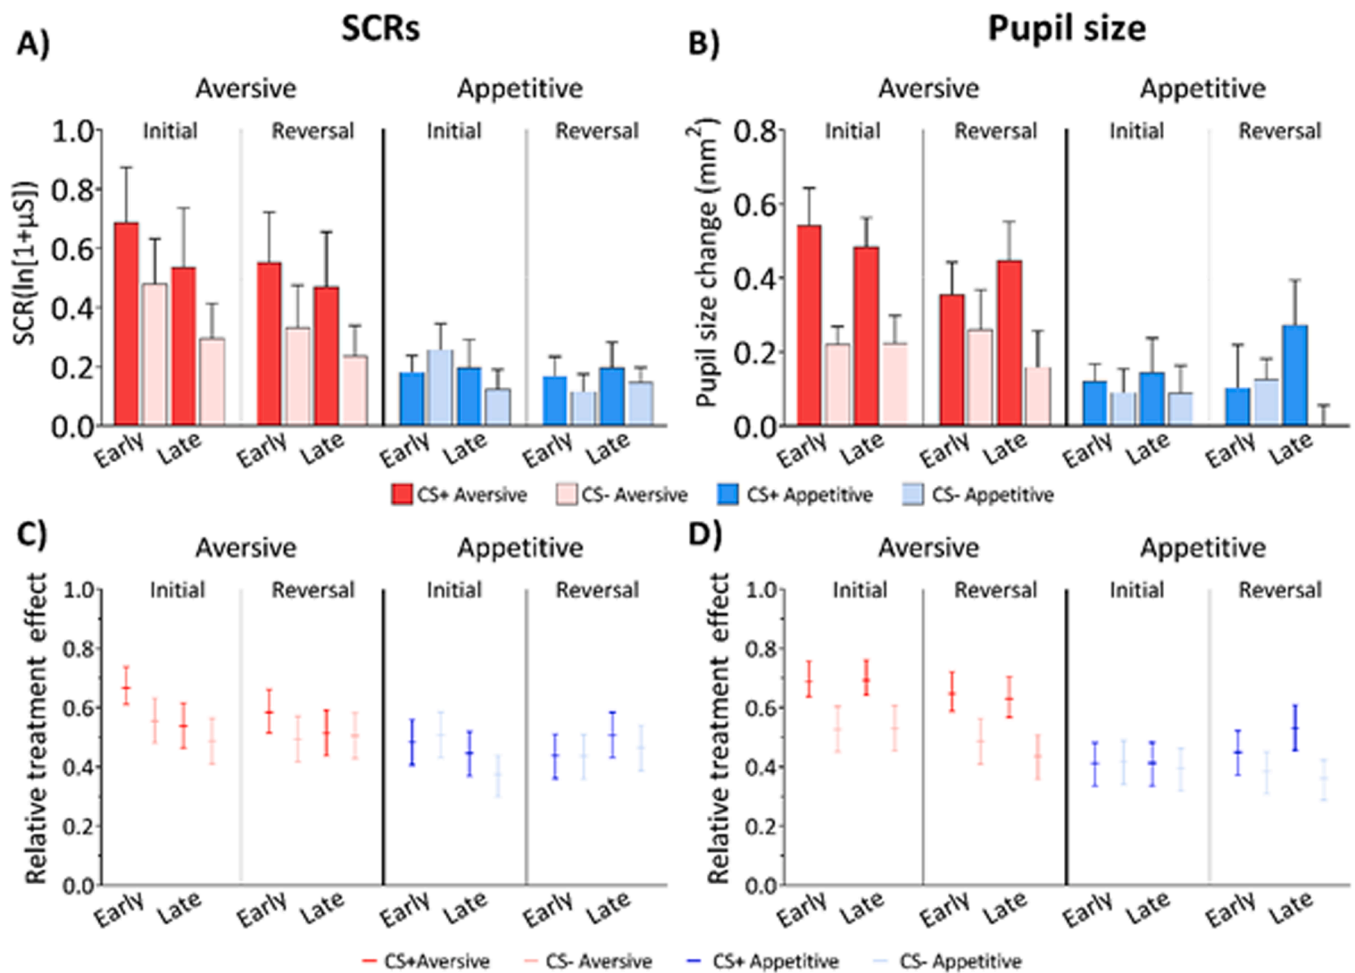 SCRs
Pupil size
A)
B)
Aversive
Appetitive
Aversive
Appetitive
Initial
Reversal
Initial
Reversal
Initial
Reversal
Initial
Reversal
SCR(ln[1+µS])
1.0
0.8
0.6
0.4
0.2
0.0
Pupil size change (mm²)
0.8
0.6
0.4
0.2
0.0
Early
Late
Early
Late
Early
Late
Early
Late
Early
Late
Early
Late
Early
Late
Early
Late
CS+ Aversive
CS- Aversive
CS+ Appetitive
CS- Appetitive
C)
D)
Aversive
Appetitive
Aversive
Appetitive
Initial
Reversal
Initial
Reversal
Initial
Reversal
Initial
Reversal
Relative treatment effect
1.0
0.8
0.6
0.4
0.2
0.0
Relative treatment effect
1.0
0.8
0.6
0.4
0.2
0.0
Early
Late
Early
Late
Early
Late
Early
Late
Early
Late
Early
Late
Early
Late
Early
Late
CS+Aversive
CS- Aversive
CS+ Appetitive
CS- Appetitive